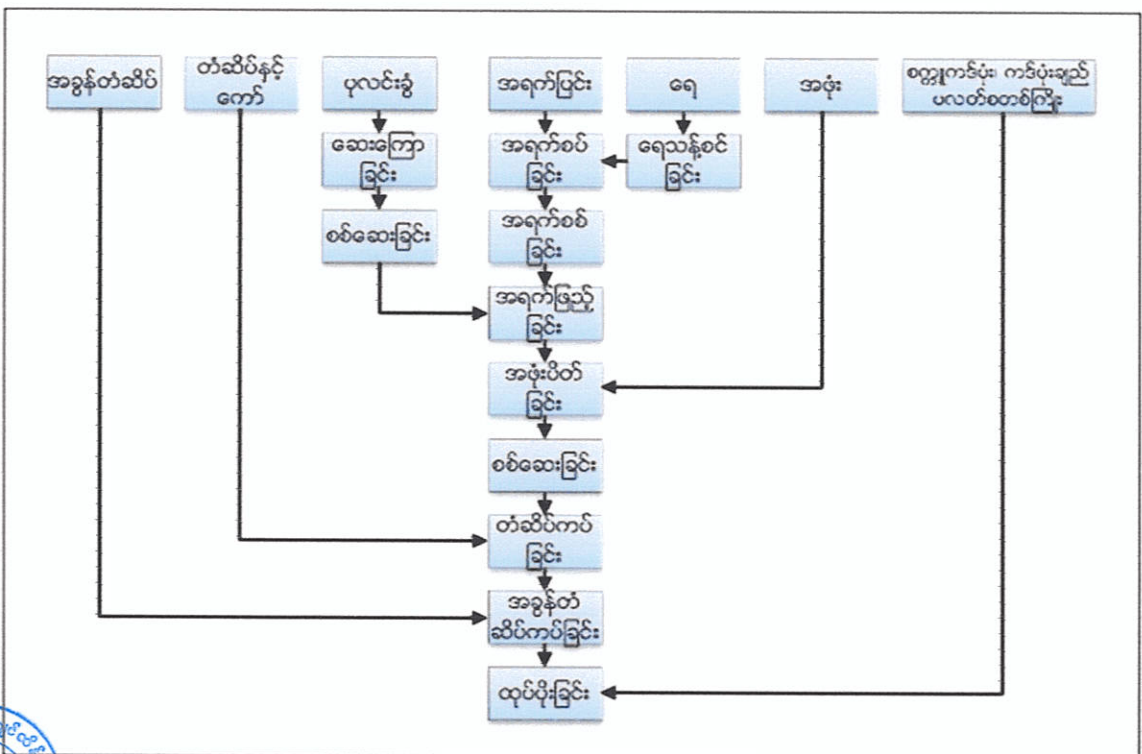 အခွန်တံဆိပ်
တံဆိပ်နှင့်
ကော်
ပုလင်းခွံ
အရက်ပြင်း
ရေ
အဖုံး
စက္ကူကဒ်ပုံး၊ ကဒ်ပုံးချည်
ပလတ်စတစ်ကြိုး
ဆေးကြော
ခြင်း
အရက်စပ်
ခြင်း
ရေသန့်စင်
ခြင်း
စစ်ဆေးခြင်း
အရက်စစ်
ခြင်း
အရက်ဖြည့်
ခြင်း
အဖုံးပိတ်
ခြင်း
စစ်ဆေးခြင်း
တံဆိပ်ကပ်
ခြင်း
အခွန်တံ
ဆိပ်ကပ်ခြင်း
ထုပ်ပိုးခြင်း